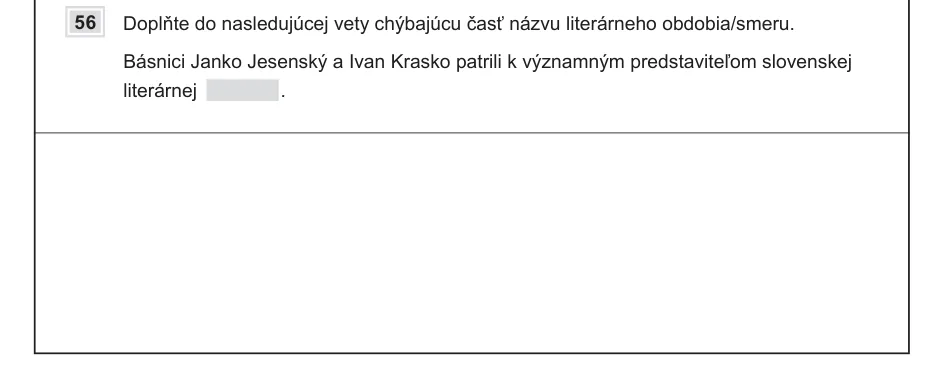 56 Doplňte do nasledujúcej vety chýbajúcu časť názvu literárneho obdobia/smeru.
Básnici Janko Jesenský a Ivan Krasko patrili k významným predstaviteľom slovenskej
literárnej .